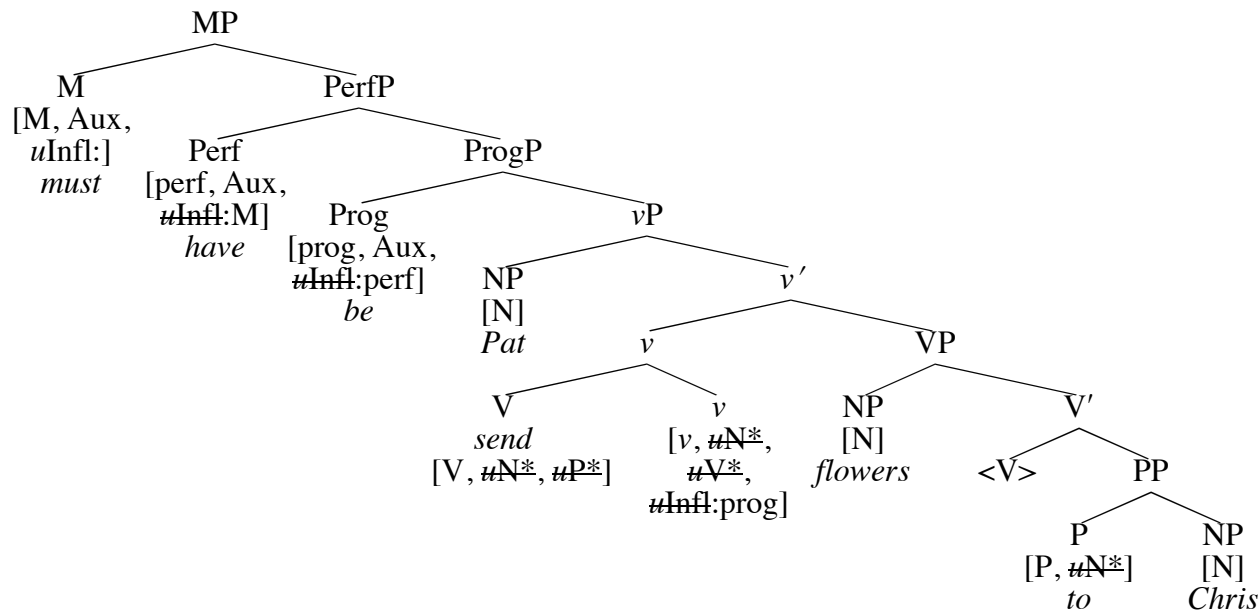 MP
M PerfP
[M, Aux,
uInfl:] Perf ProgP
must [perf, Aux,
uInfl:M] Prog vP
have [prog, Aux,
uInfl:perf] NP v′
be [N]
Pat v VP
V v NP V′
send [v, uN*, [N]
[V, uN*, uP*] uV*, flowers <V> PP
uInfl:prog]
P NP
[P, uN*] [N]
to Chris